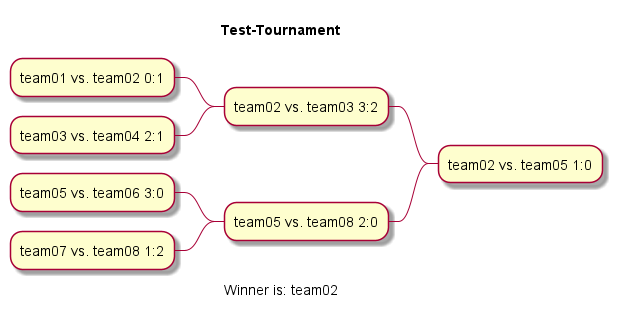 Test-Tournament
team01 vs. team02 0:1
team03 vs. team04 2:1
team05 vs. team06 3:0
team07 vs. team08 1:2
team02 vs. team03 3:2
team05 vs. team08 2:0
team02 vs. team05 1:0
Winner is: team02